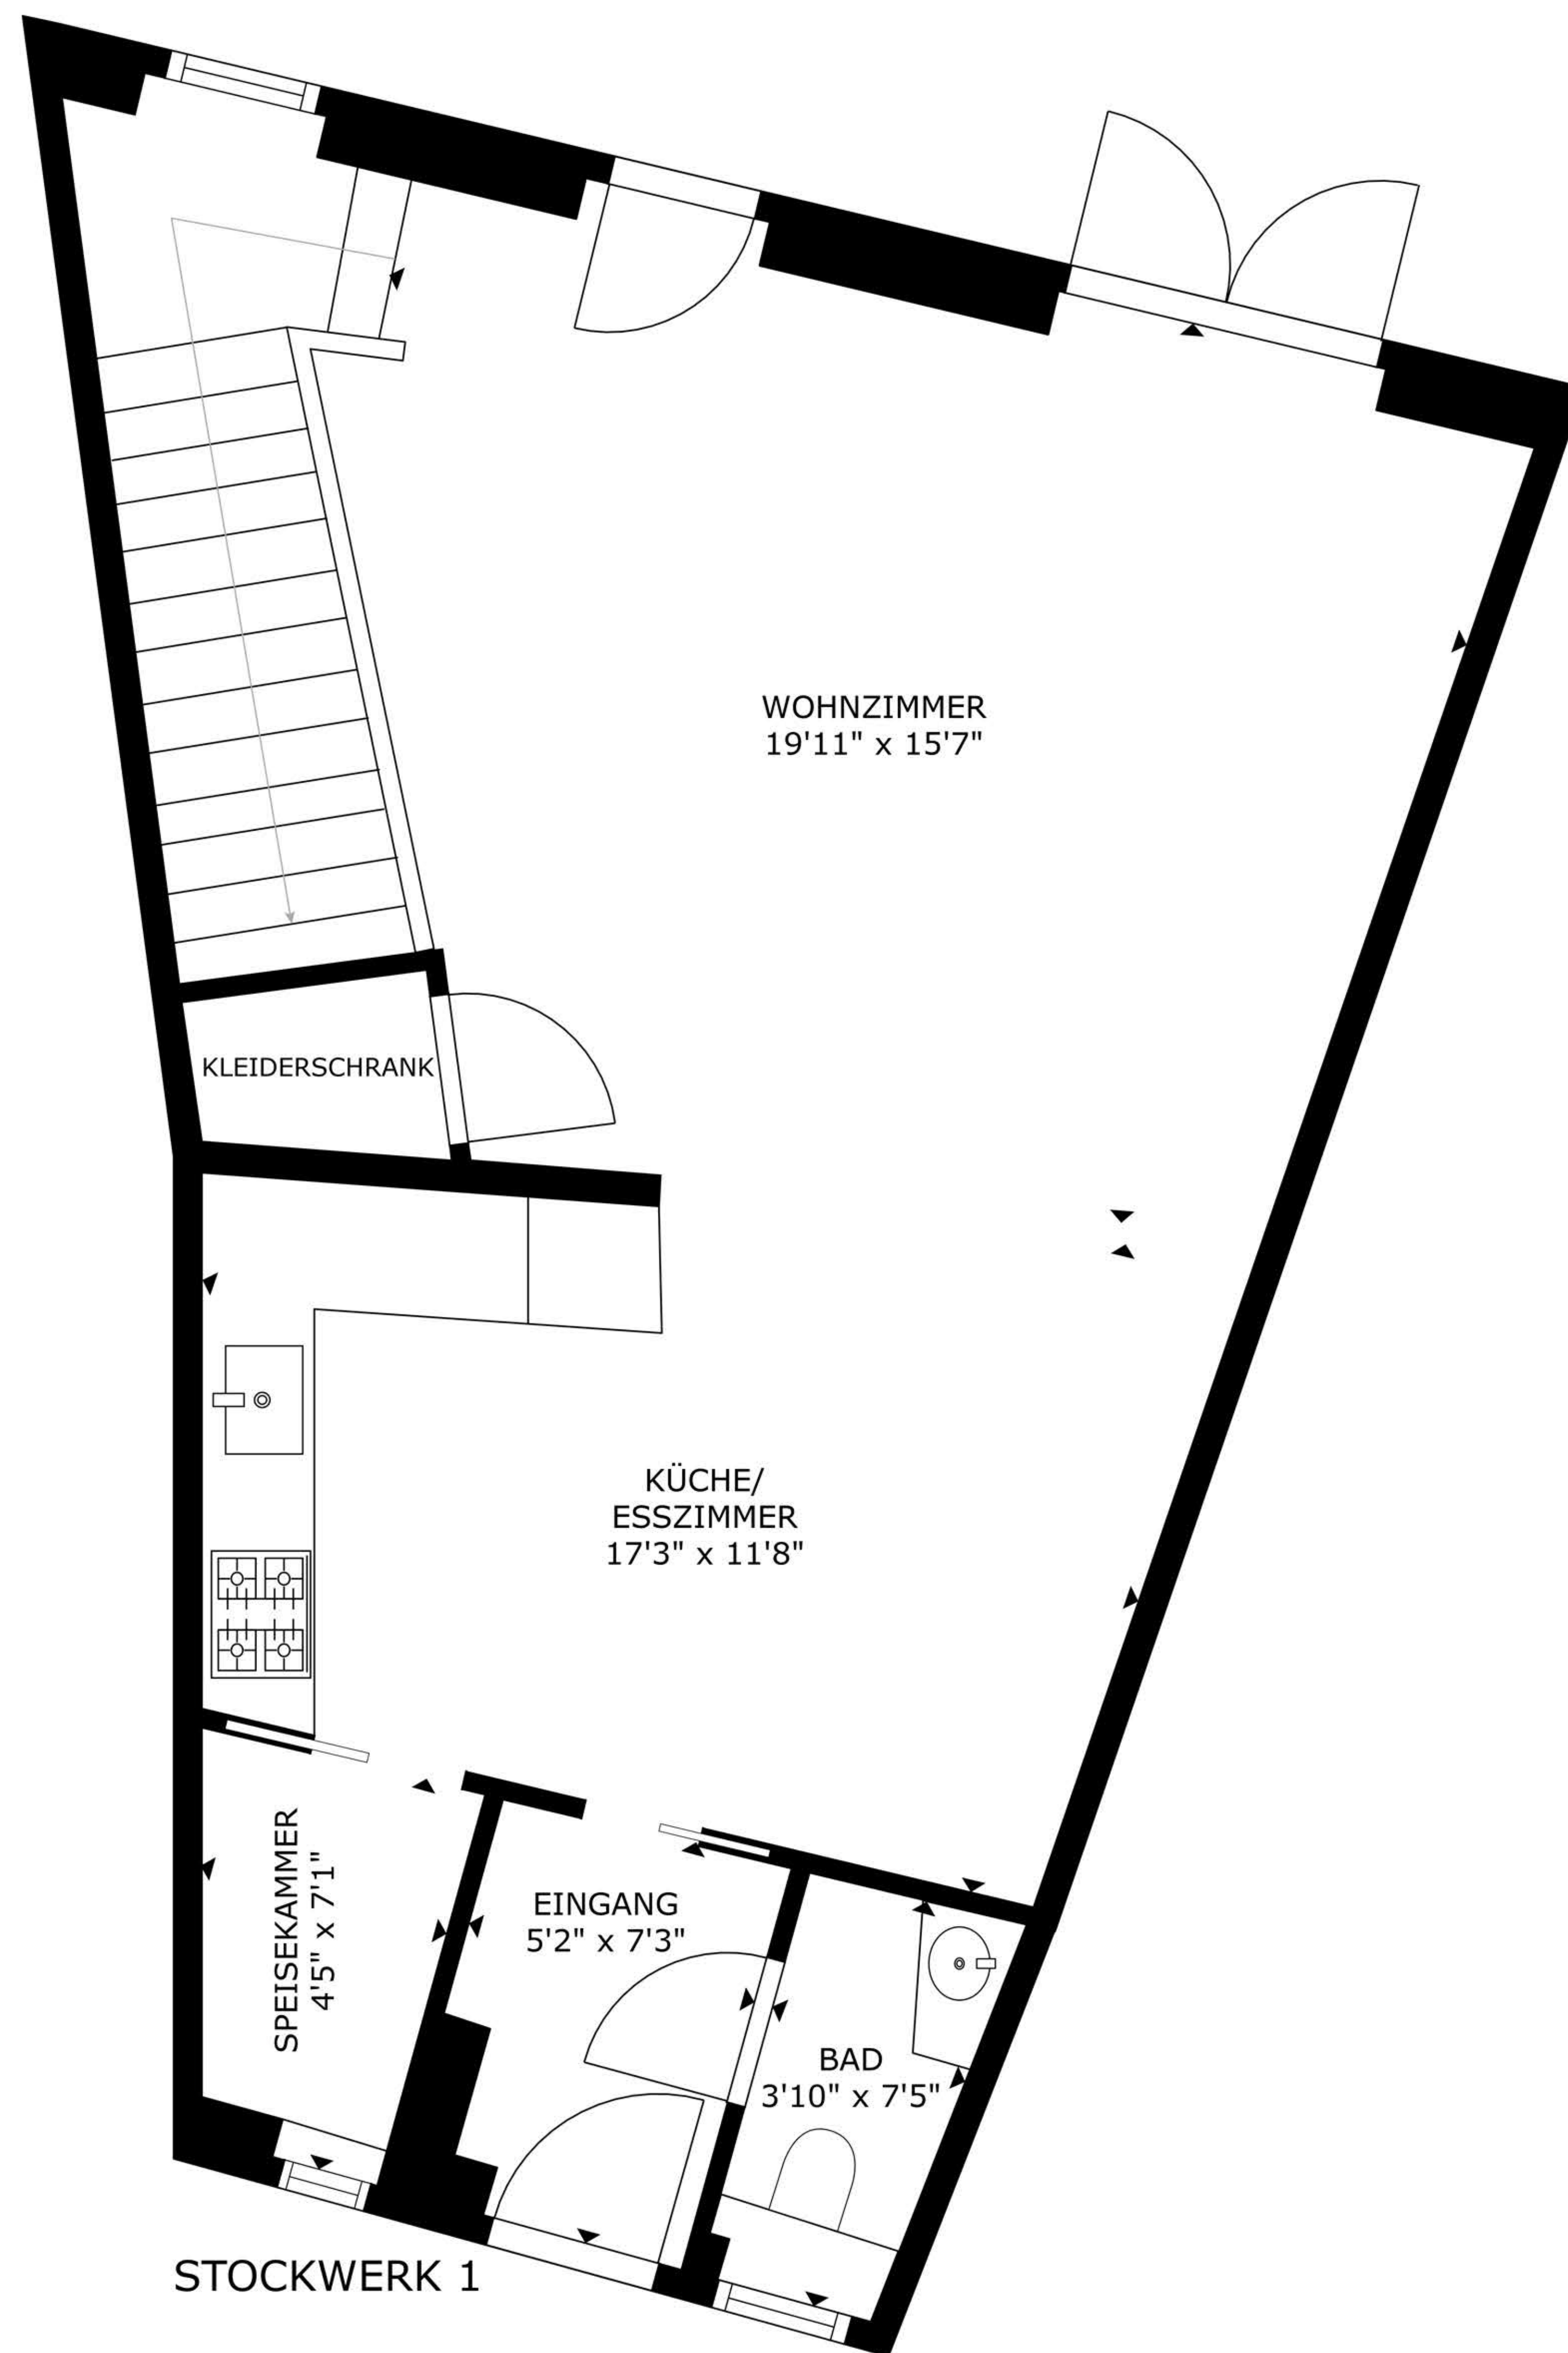 WOHNZIMMER
19'11" x 15'7"
KLEIDERSCHRANK
KÜCHE/
ESSZIMMER
17'3" x 11'8"
SPEISEKAMMER
4'5" x 7'1"
EINGANG
5'2" x 7'3"
BAD
3'10" x 7'5"
STOCKWERK 1